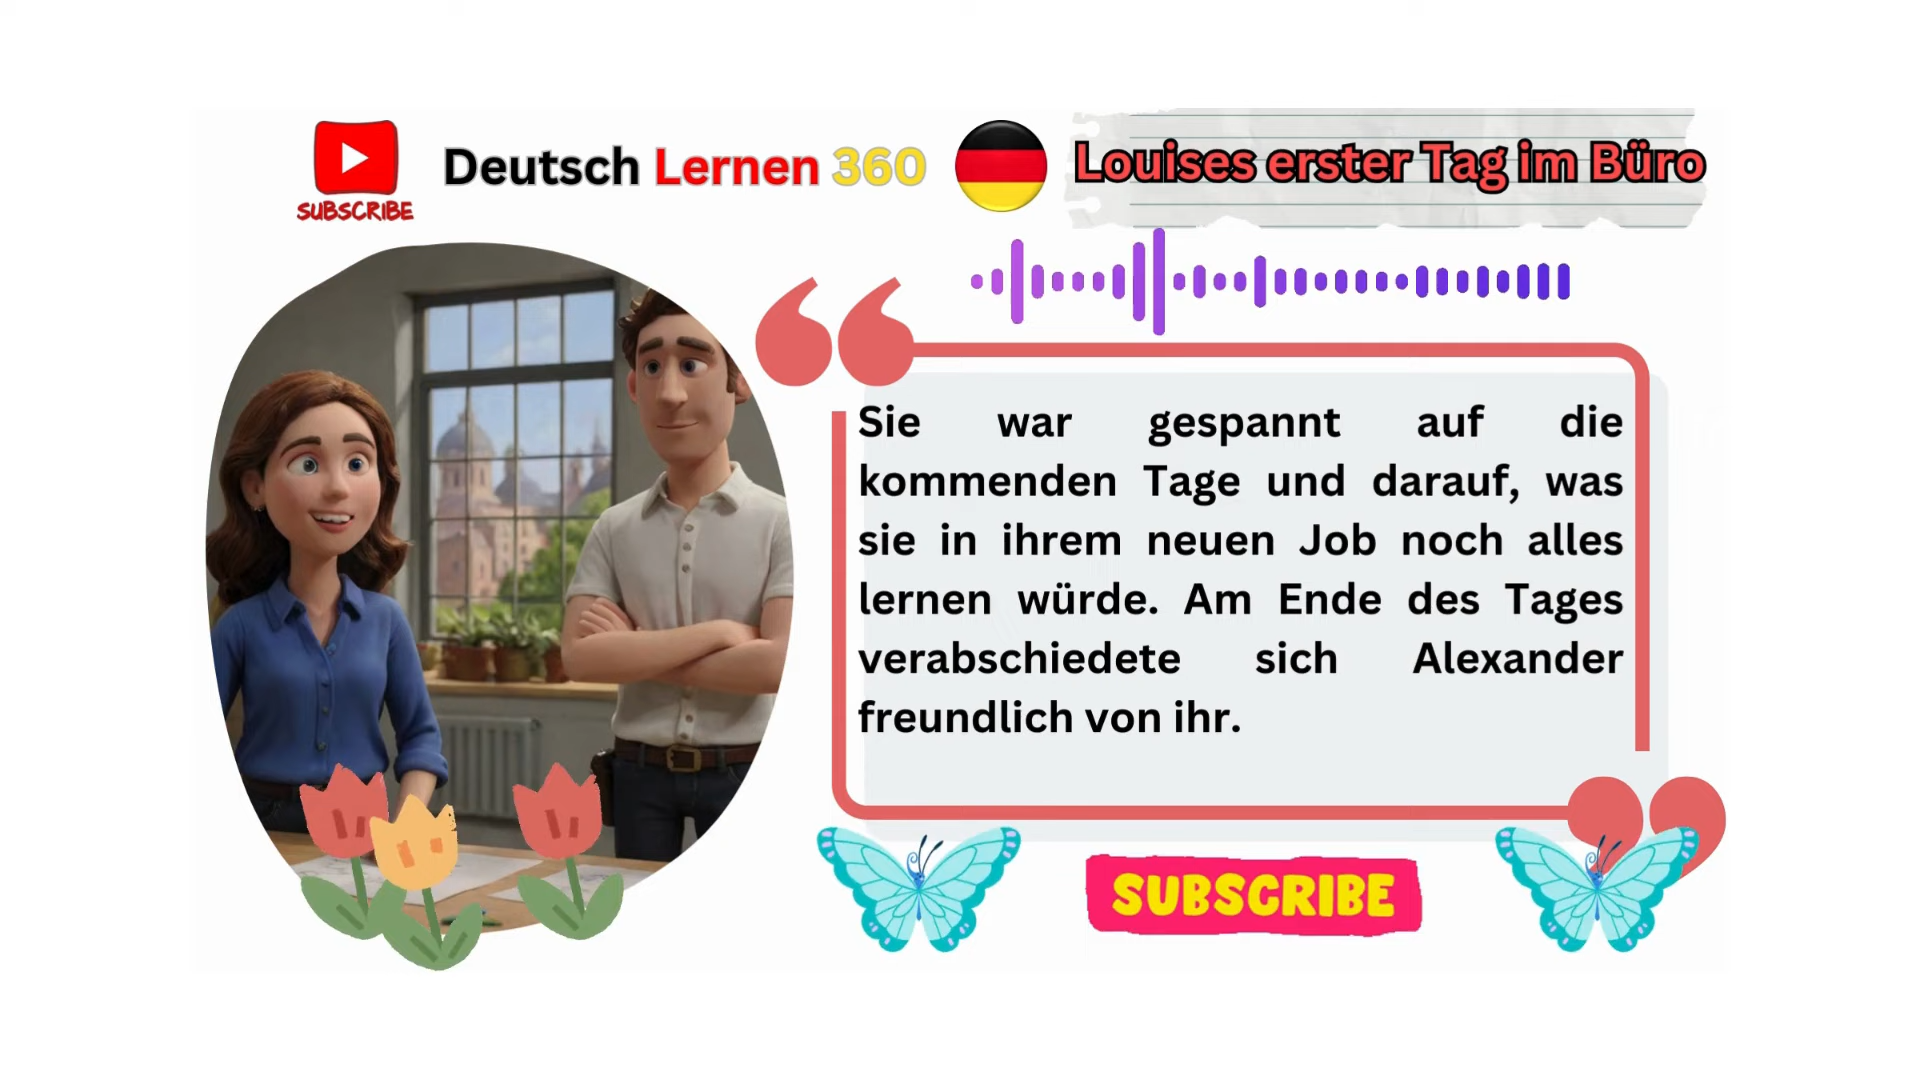 Deutsch Lernen 360
Louises erster Tag im Büro
SUBSCRIBE
Sie war gespannt auf die
kommenden Tage und darauf, was
sie in ihrem neuen Job noch alles
lernen würde. Am Ende des Tages
verabschiedete sich Alexander
freundlich von ihr.
SUBSCRIBE